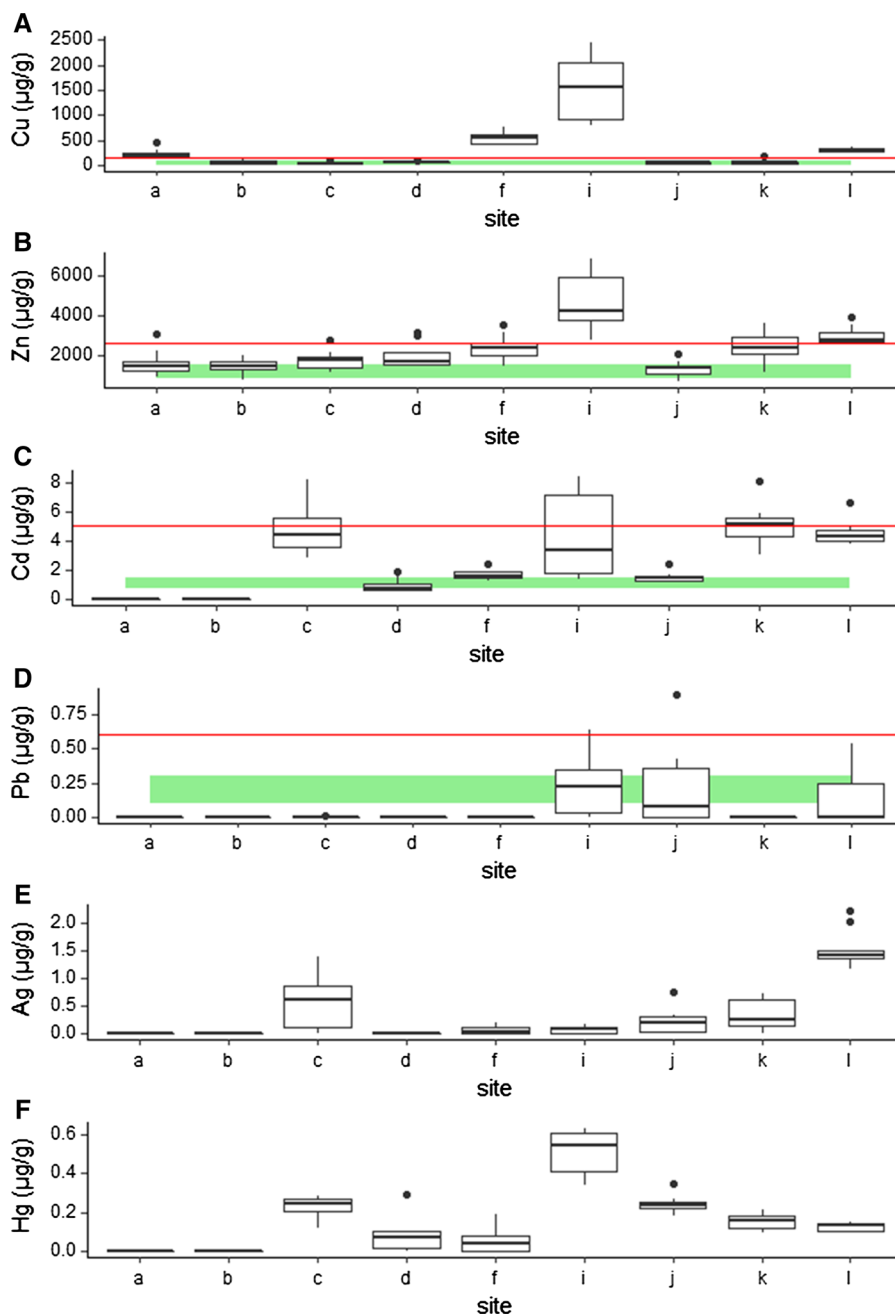 A
Cu (µg/g)
2500
2000
1500
1000
500
0
a b c d f i j k l
site
B
Zn (µg/g)
6000
4000
2000
a b c d f i j k l
site
C
Cd (µg/g)
8
6
4
2
0
a b c d f i j k l
site
D
Pb (µg/g)
0.75
0.50
0.25
0.00
a b c d f i j k l
site
E
Ag (µg/g)
2.0
1.5
1.0
0.5
0.0
a b c d f i j k l
site
F
Hg (µg/g)
0.6
0.4
0.2
0.0
a b c d f i j k l
site